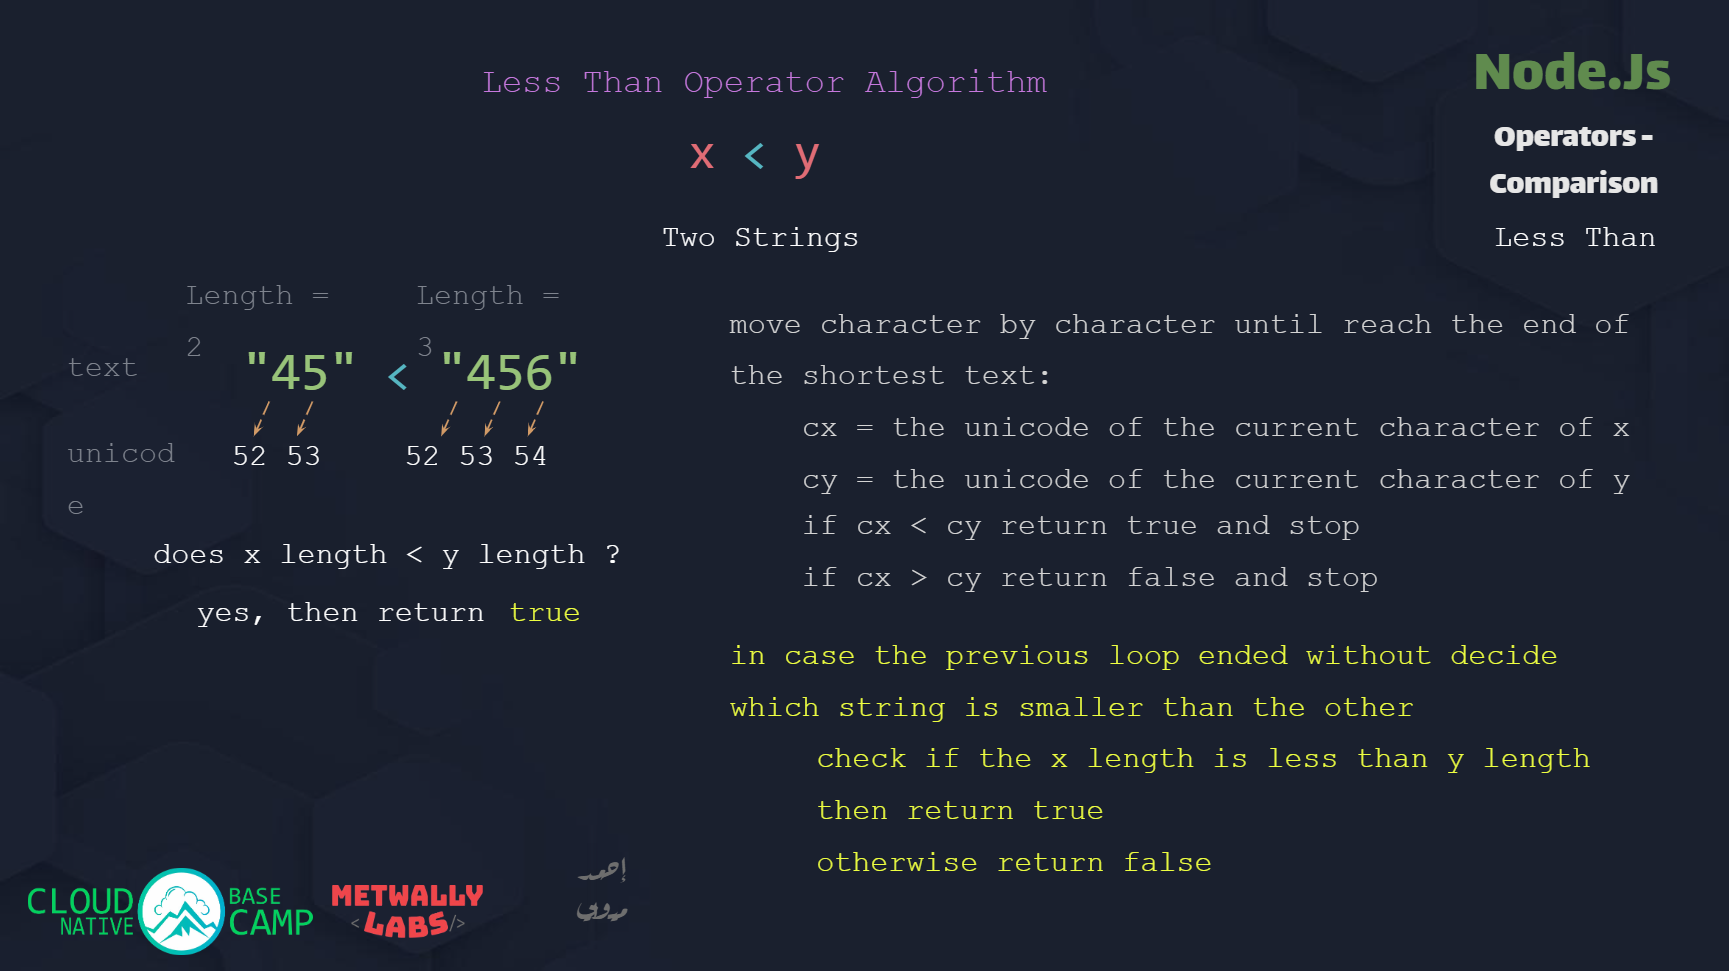 Less Than Operator Algorithm
Node.Js
Operators -
Comparison
Less Than
x < y
Two Strings
Length =
2
Length =
3
text
"45" < "456"
unicod
e
52 53
52 53 54
does x length < y length ?
yes, then return true
move character by character until reach the end of
the shortest text:
cx = the unicode of the current character of x
cy = the unicode of the current character of y
if cx < cy return true and stop
if cx > cy return false and stop
in case the previous loop ended without decide
which string is smaller than the other
check if the x length is less than y length
then return true
otherwise return false
CLOUD
NATIVE
BASE
CAMP
METWALLY
<LABS/>